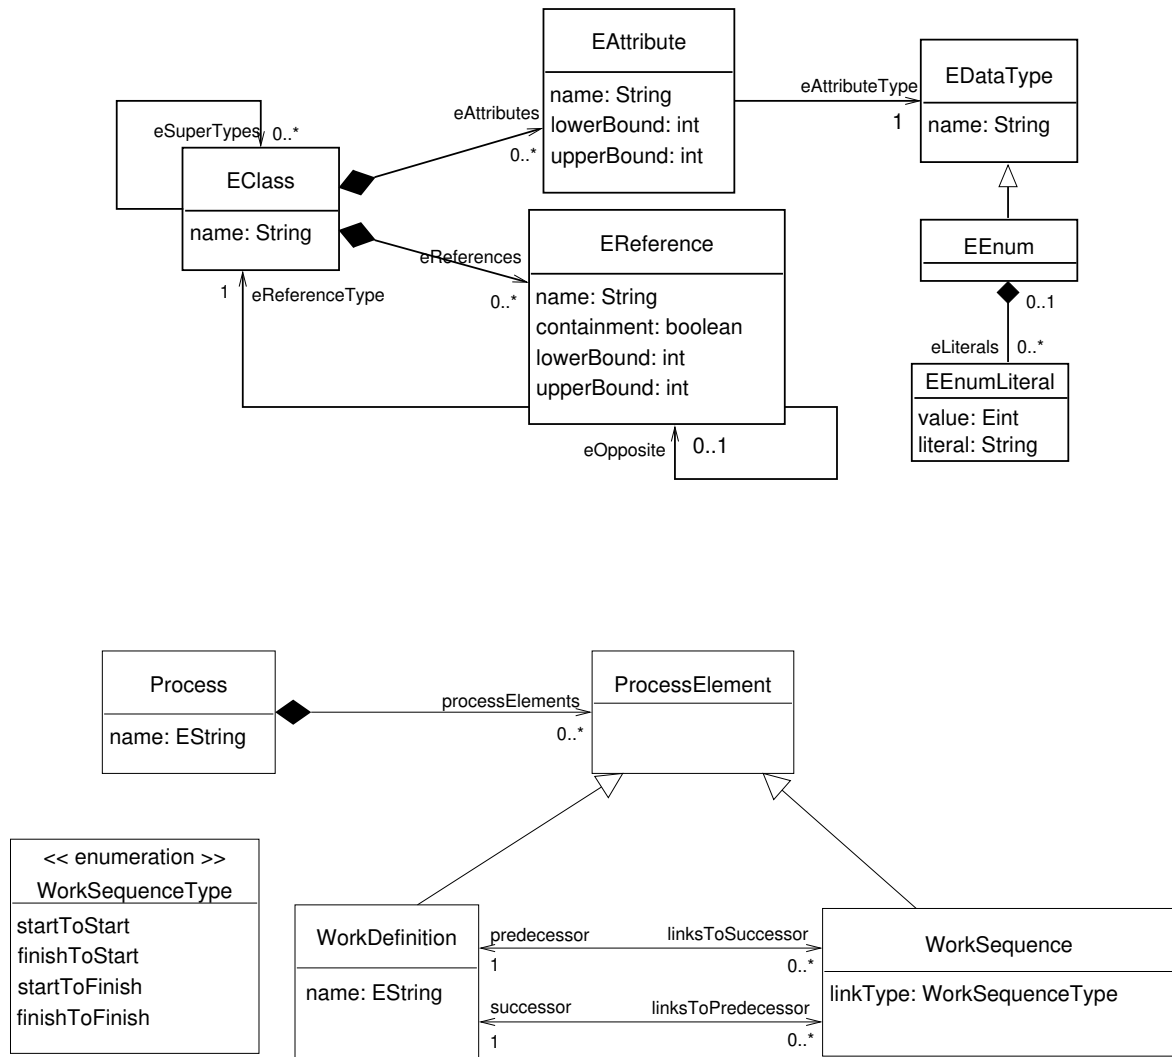 EAttribute
name: String
lowerBound: int
upperBound: int
eAttributeType
1
EDataType
name: String
eSuperTypes
0..*
eAttributes
0..*
EClass
name: String
eReferences
0..*
1
eReferenceType
EReference
name: String
containment: boolean
lowerBound: int
upperBound: int
eOpposite
0..1
EEnum
0..1
eLiterals
0..*
EEnumLiteral
value: Eint
literal: String
Process
name: EString
processElements
0..*
ProcessElement
<< enumeration >>
WorkSequenceType
startToStart
finishToStart
startToFinish
finishToFinish
WorkDefinition
name: EString
predecessor
1
linksToSuccessor
0..*
successor
1
linksToPredecessor
0..*
WorkSequence
linkType: WorkSequenceType